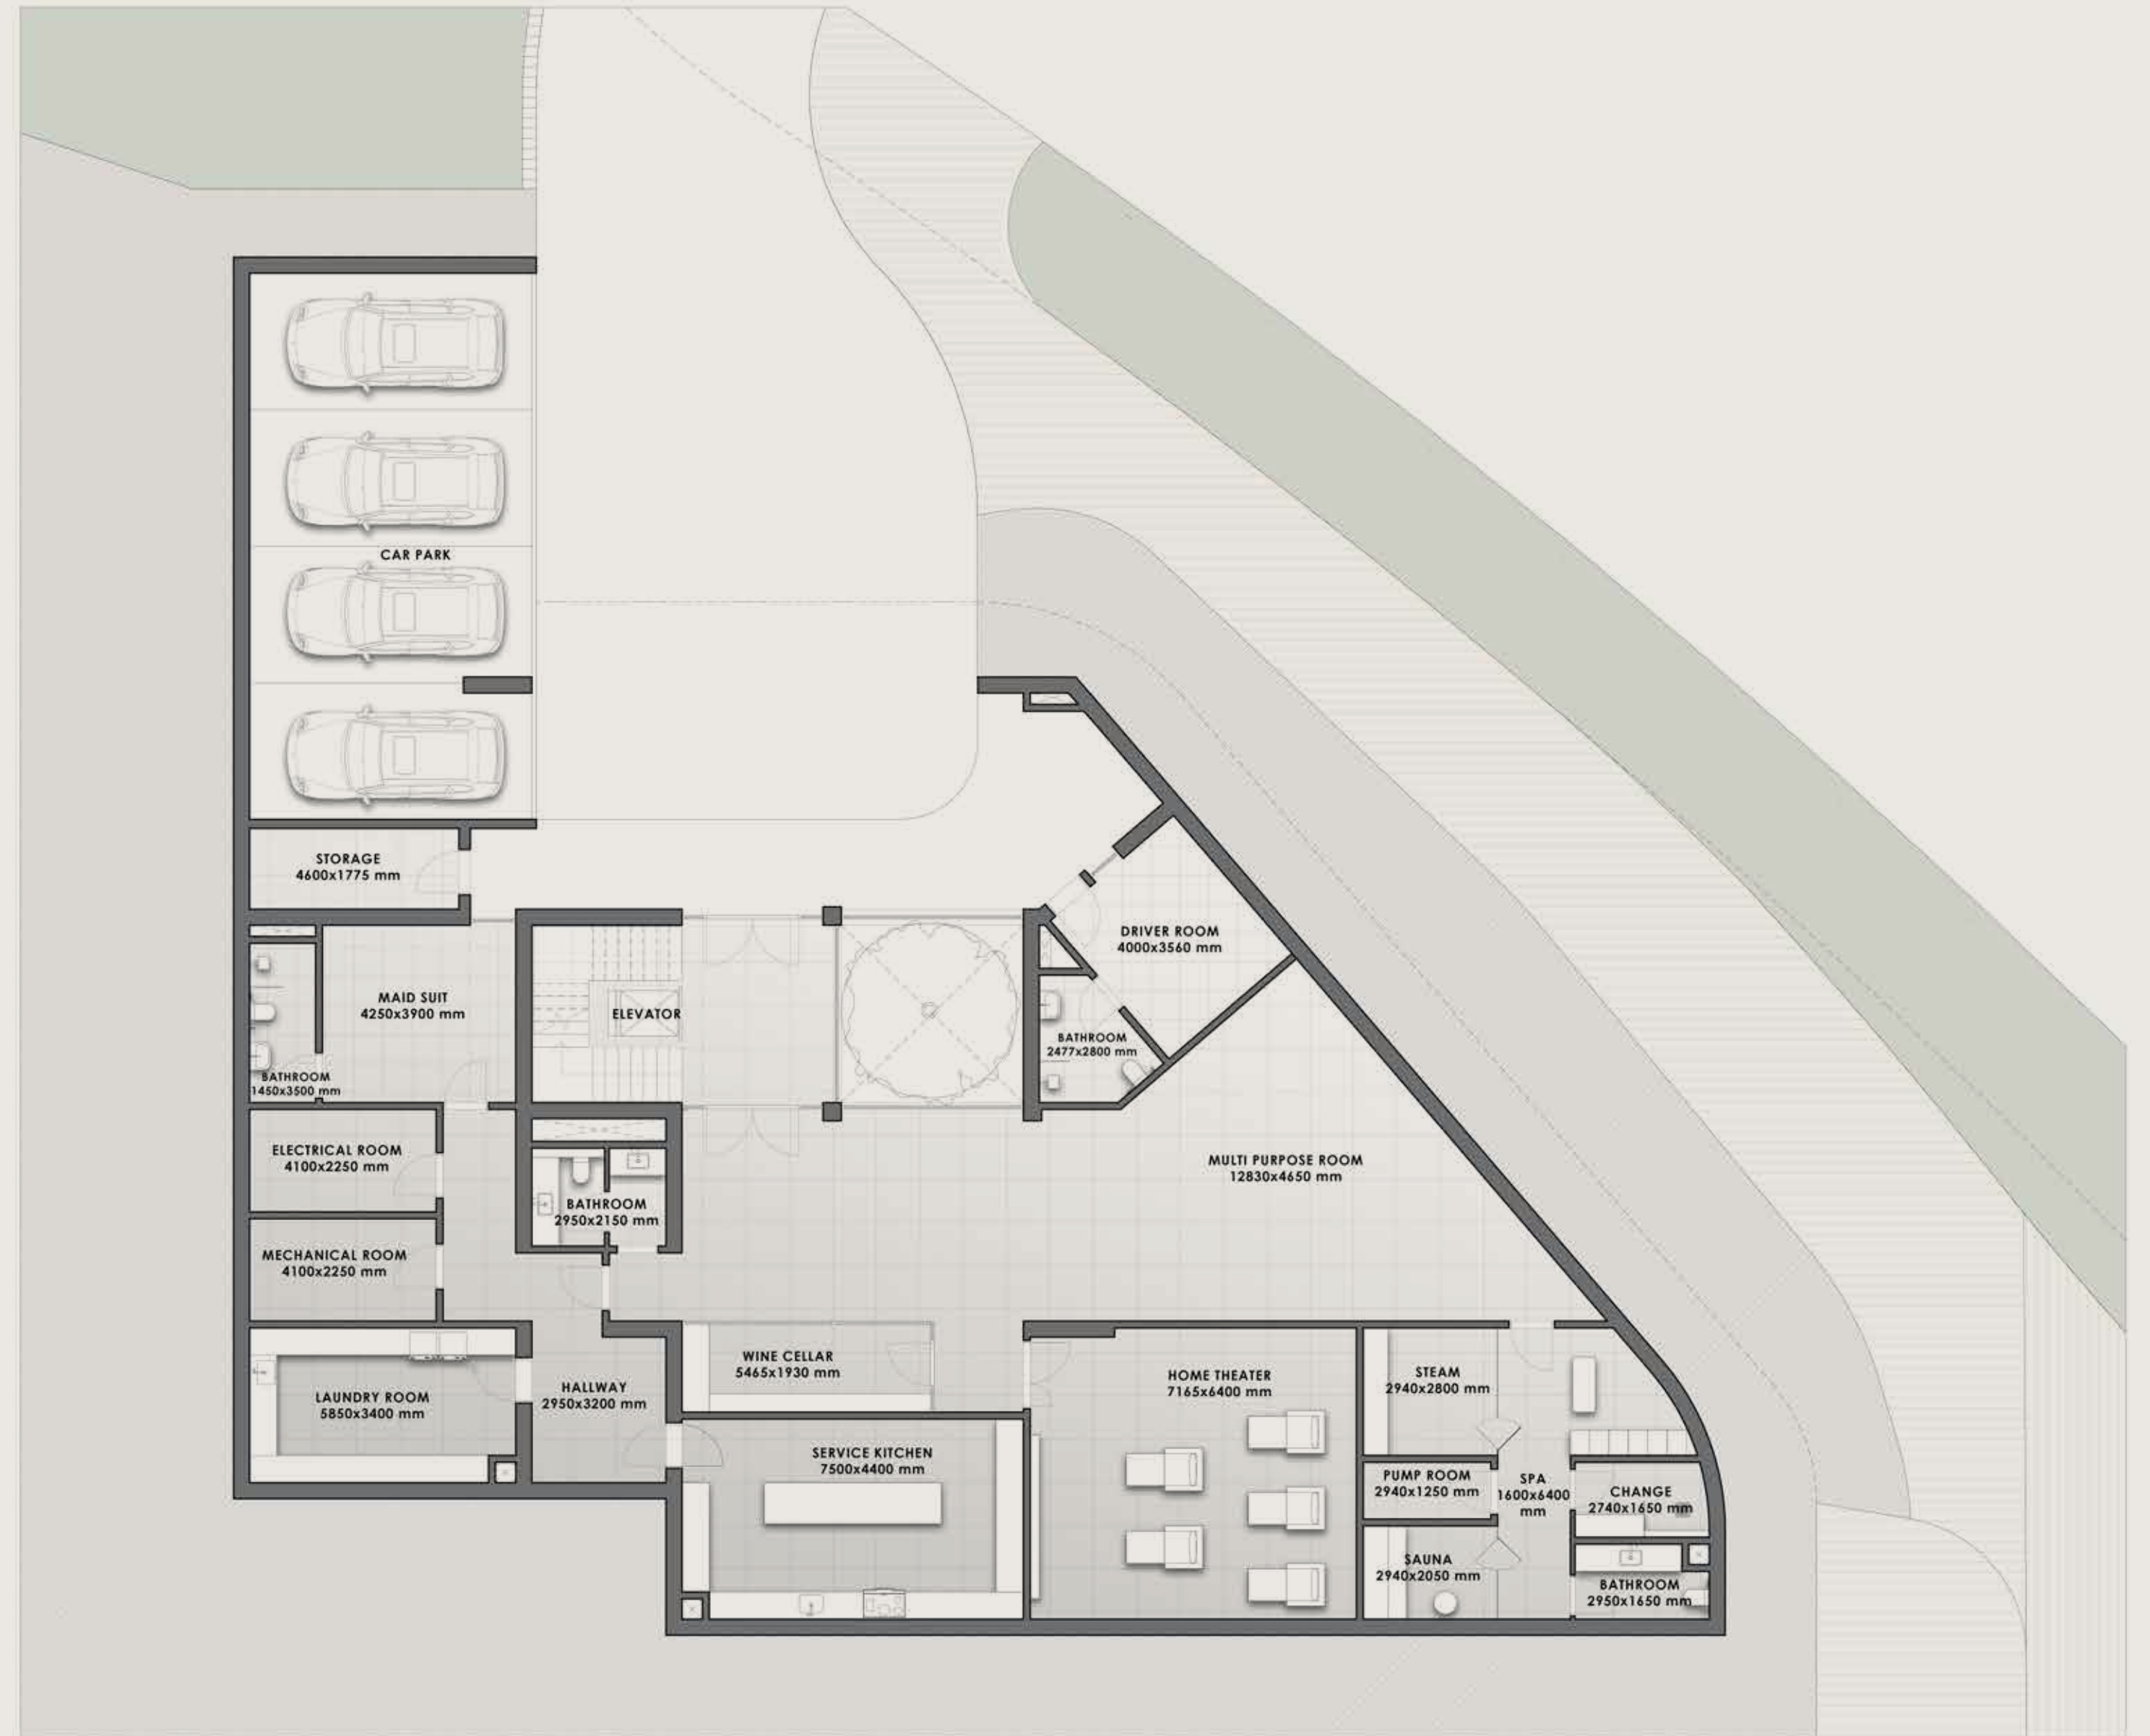 CAR PARK
STORAGE
4600x1775 mm
DRIVER ROOM
4000x3560 mm
MAID SUIT
4250x3900 mm
ELEVATOR
BATHROOM
2477x2800 mm
BATHROOM
1450x3500 mm
ELECTRICAL ROOM
4100x2250 mm
MULTI PURPOSE ROOM
12830x4650 mm
BATHROOM
2950x2150 mm
MECHANICAL ROOM
4100x2250 mm
WINE CELLAR
5465x1930 mm
HOME THEATER
7165x6400 mm
STEAM
2940x2800 mm
LAUNDRY ROOM
5850x3400 mm
HALLWAY
2950x3200 mm
SERVICE KITCHEN
7500x4400 mm
PUMP ROOM
2940x1250 mm
SPA
1600x6400
mm
CHANGE
2740x1650 mm
SAUNA
2940x2050 mm
BATHROOM
2950x1650 mm